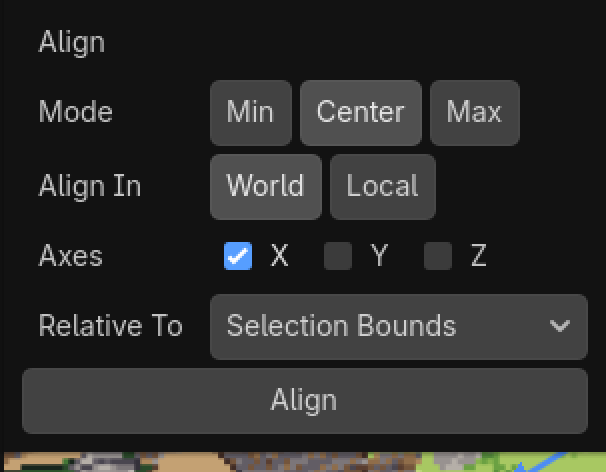 Align
Mode Min Center Max
Align In World Local
Axes X Y Z
Relative To Selection Bounds
Align